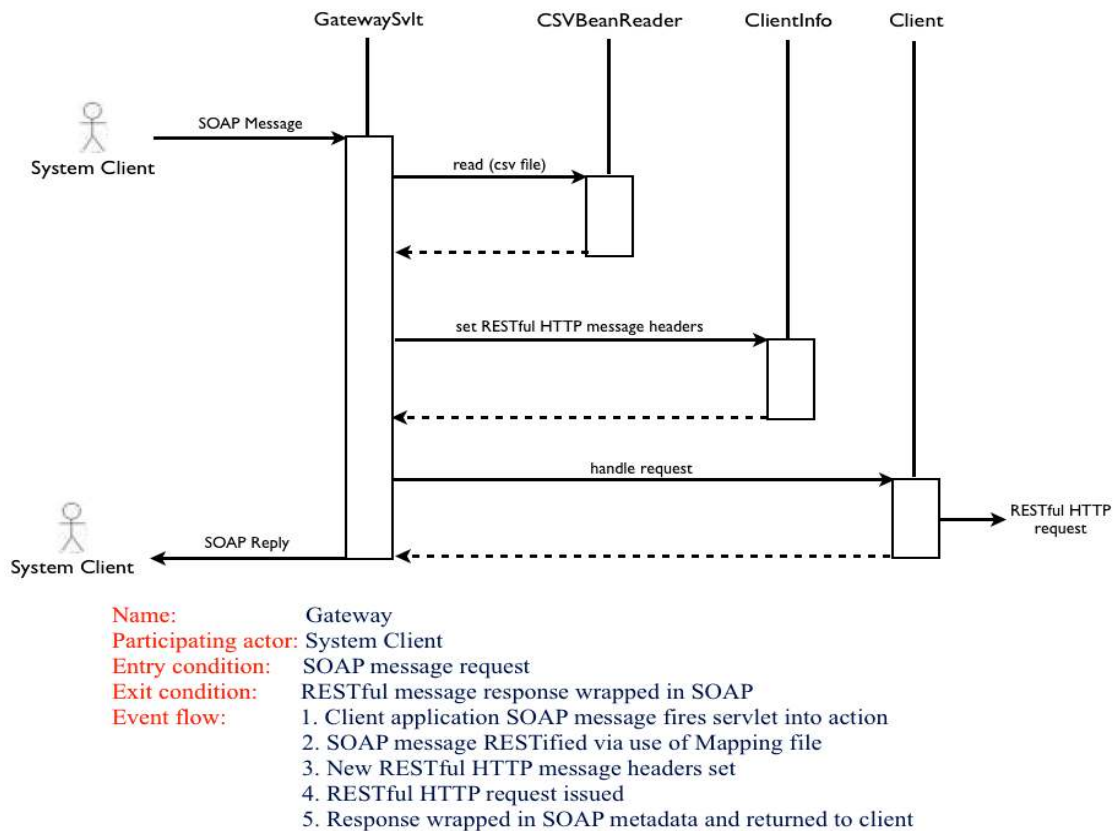 GatewaySvlt
CSVBeanReader
ClientInfo
Client
SOAP Message
System Client
read (csv file)
set RESTful HTTP message headers
handle request
RESTful HTTP
request
SOAP Reply
System Client
Name: Gateway
Participating actor: System Client
Entry condition: SOAP message request
Exit condition: RESTful message response wrapped in SOAP
Event flow: 1. Client application SOAP message fires servlet into action
2. SOAP message RESTified via use of Mapping file
3. New RESTful HTTP message headers set
4. RESTful HTTP request issued
5. Response wrapped in SOAP metadata and returned to client